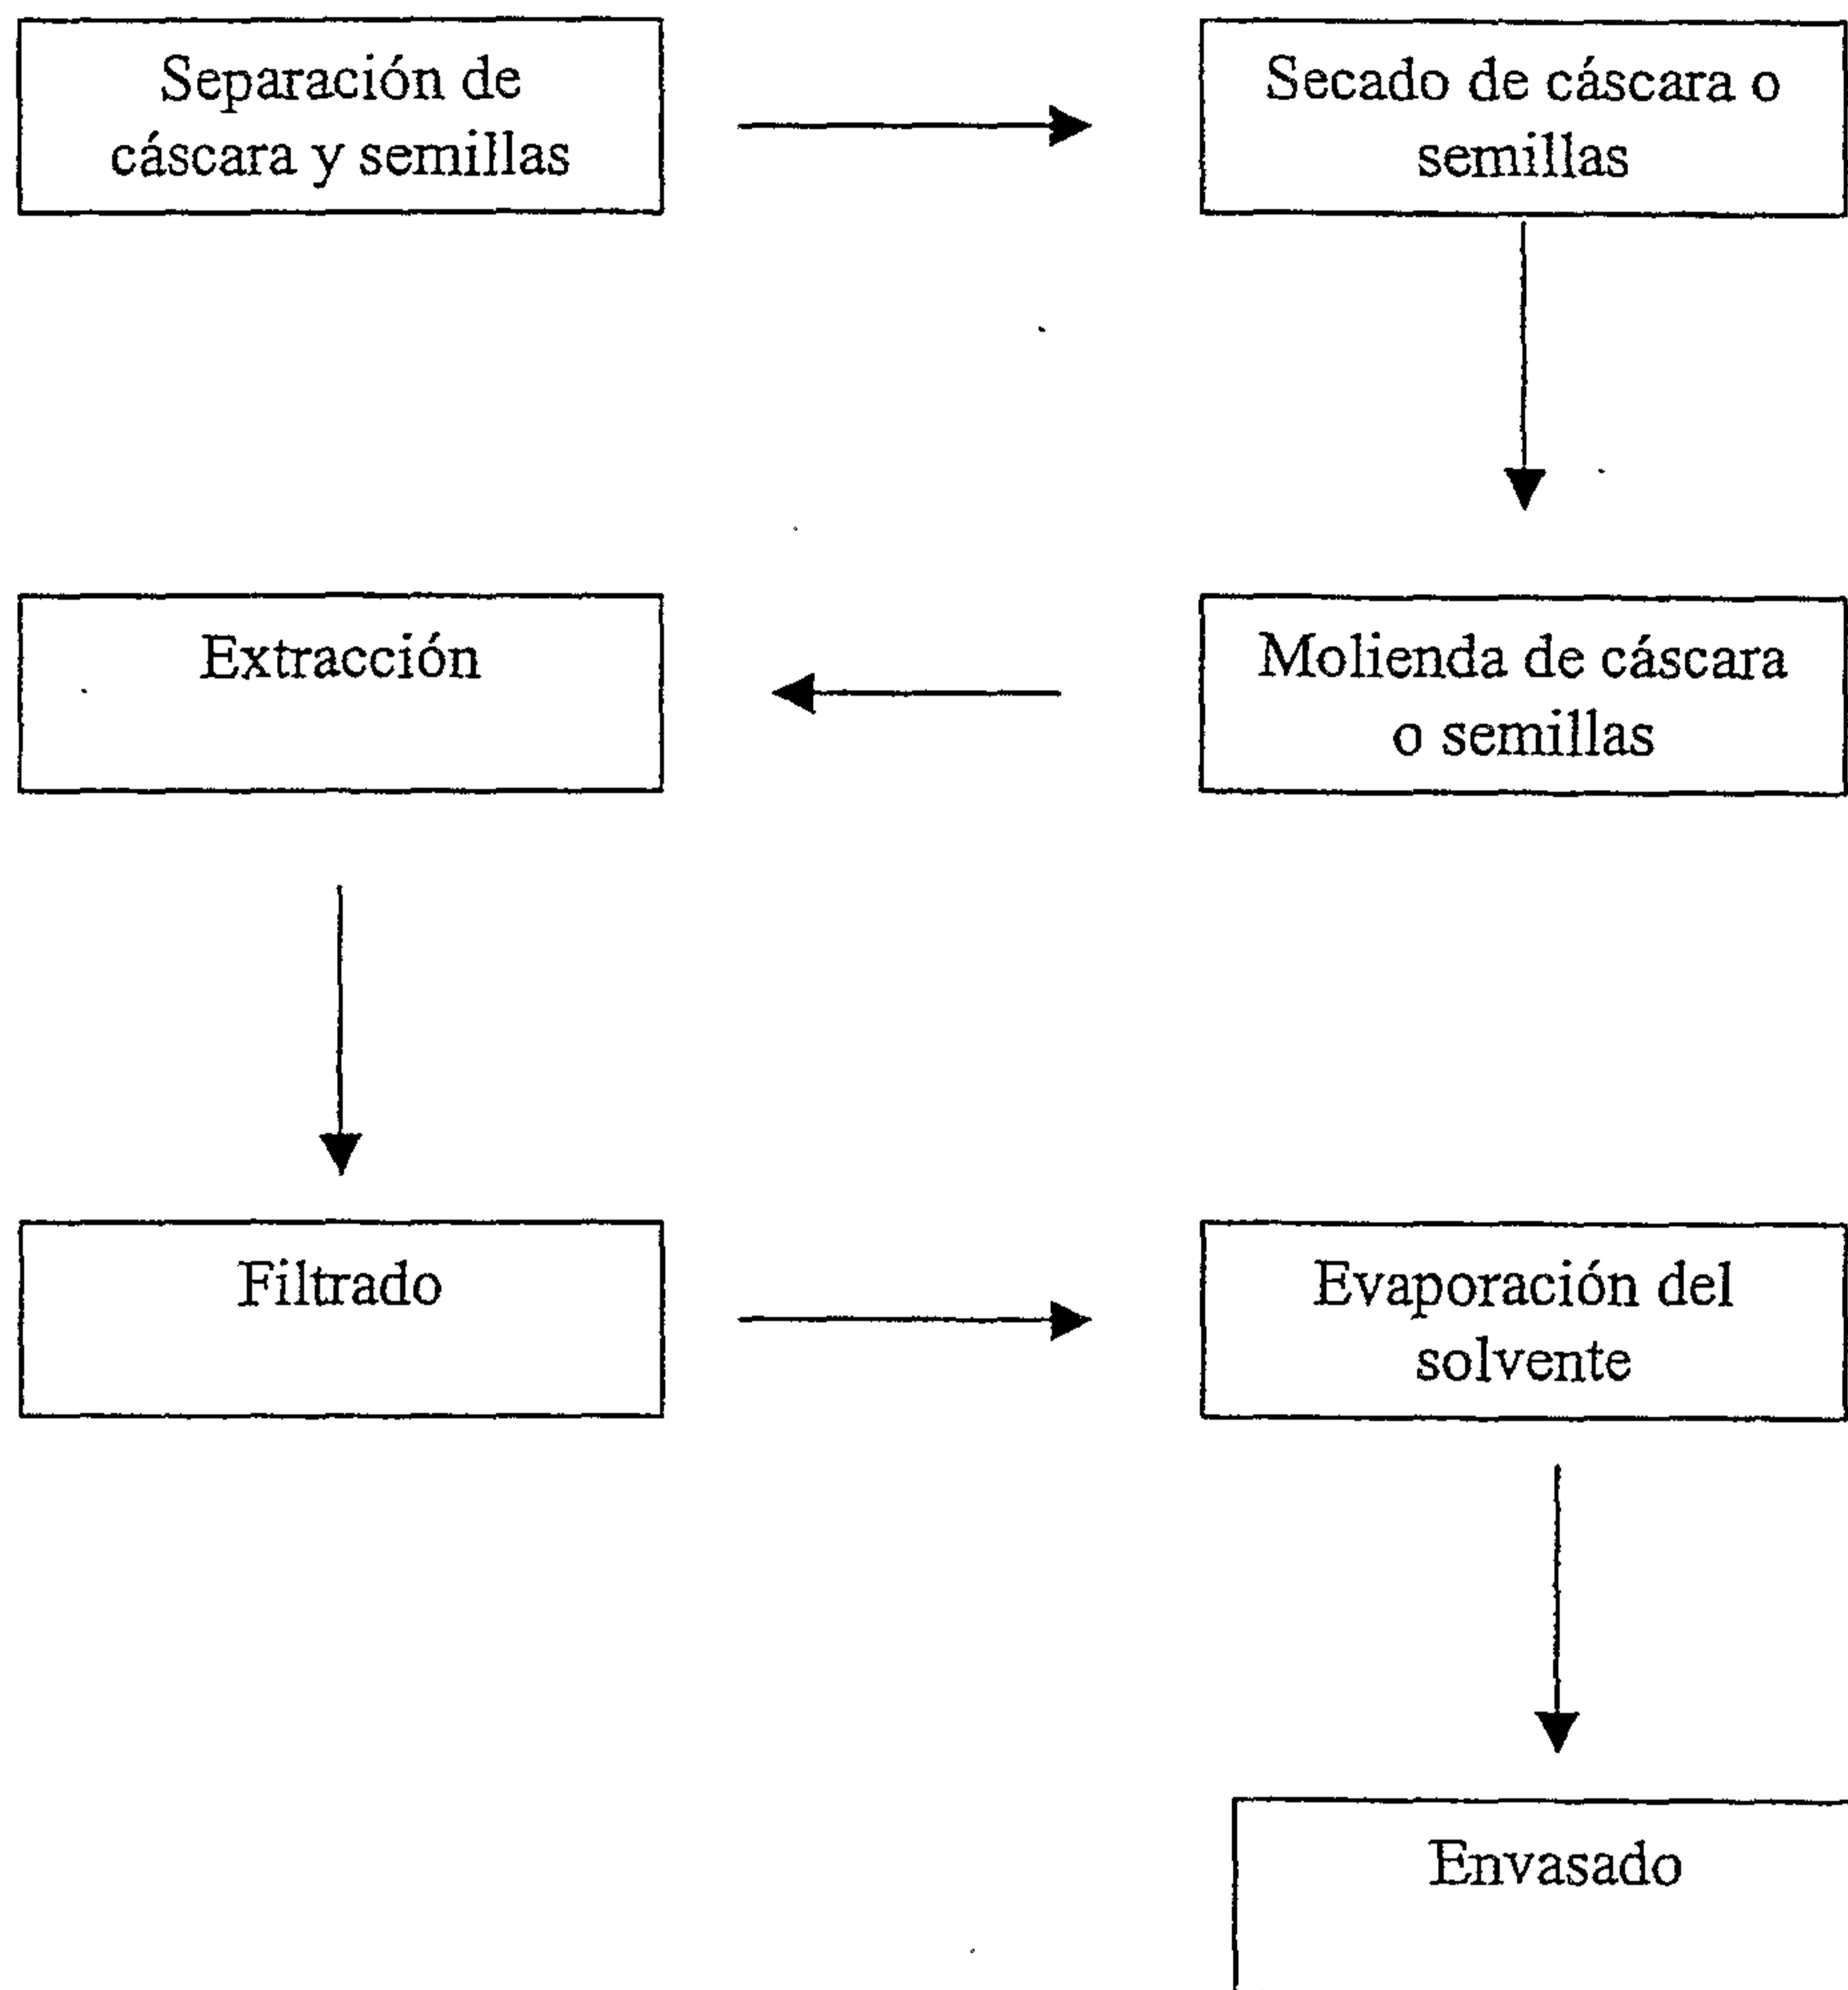 Separación de
cáscara y semillas
Secado de cáscara o
semillas
Molienda de cáscara
o semillas
Extracción
Filtrado
Evaporación del
solvente
Envasado